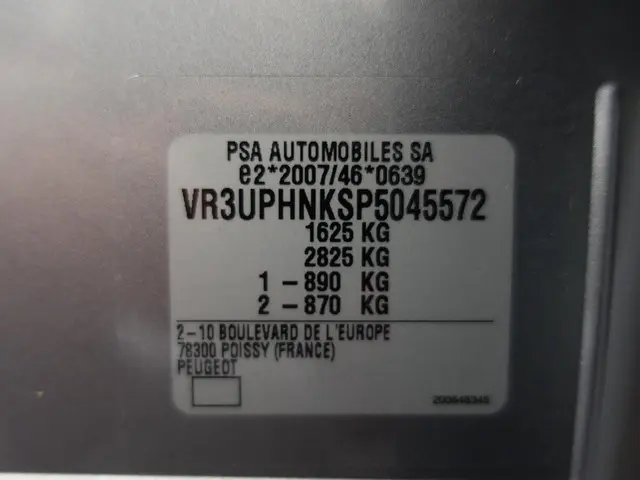 PSA AUTOMOBILES SA
e2*2007/46*0639
VR3UPHNKSP5045572
1625 KG
2825 KG
1 – 890 KG
2 – 870 KG
2–10 BOULEVARD DE L'EUROPE
78300 POISSY (FRANCE)
PEUGEOT